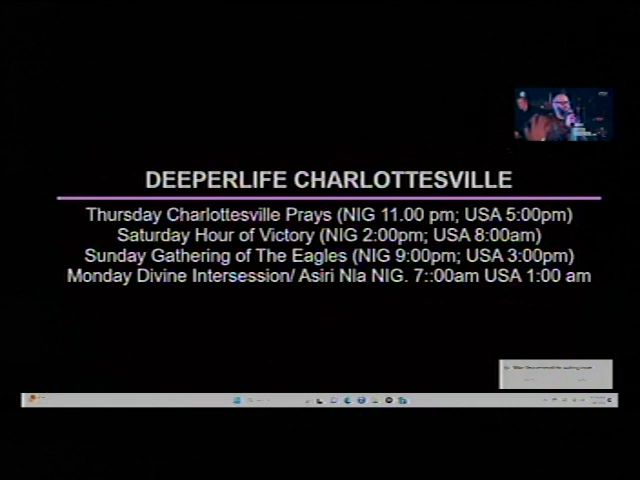 DEEPERLIFE CHARLOTTESVILLE
Thursday Charlottesville Prays (NIG 11.00 pm; USA 5:00pm)
Saturday Hour of Victory (NIG 2:00pm; USA 8:00am)
Sunday Gathering of The Eagles (NIG 9:00pm; USA 3:00pm)
Monday Divine Intersession/ Asiri Nla NIG. 7::00am USA 1:00 am